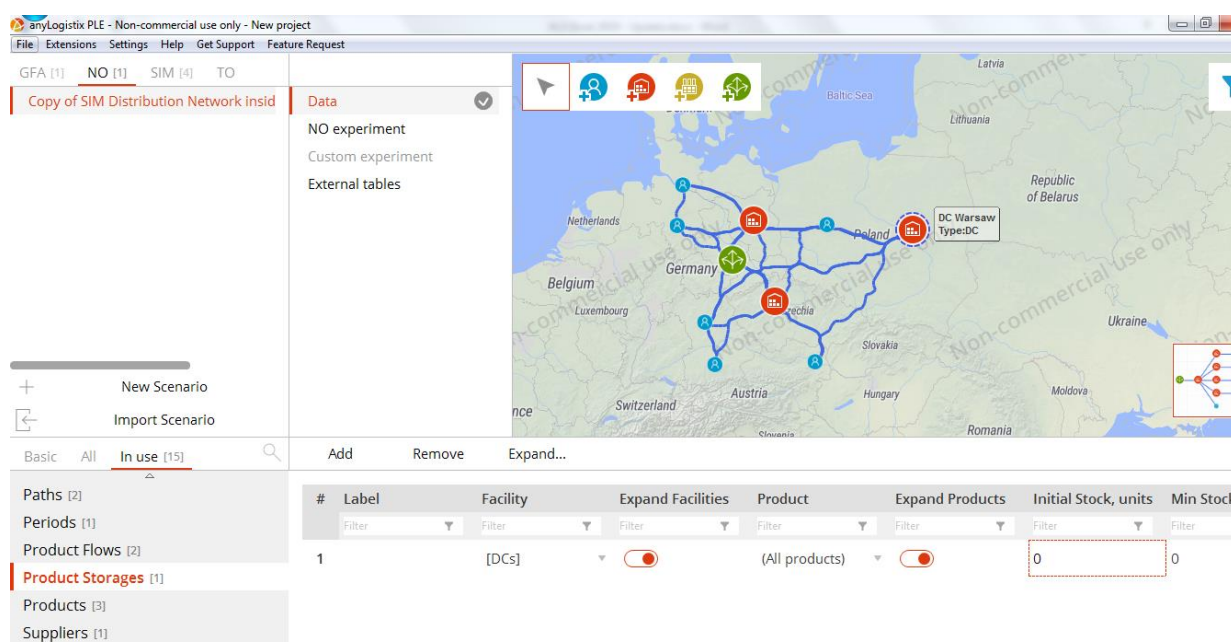 anyLogistix PLE - Non-commercial use only - New project
File Extensions Settings Help Get Support Feature Request
GFA [1] NO [1] SIM [4] TO
Copy of SIM Distribution Network insid
Data
NO experiment
Custom experiment
External tables
New Scenario
Import Scenario
Latvia
Baltic Sea
Lithuania
Republic
of Belarus
Netherlands
DC Warsaw
Type:DC
Poland
Germany
Belgium
Luxembourg
zechia
Ukraine
Slovakia
Austria
Hungary
Moldova
Switzerland
nce
Romania
Slovenia
Non-commercial use only
Basic All In use [15]
Add Remove Expand...
Paths [2]
Periods [1]
Product Flows [2]
Product Storages [1]
Products [3]
Suppliers [1]
# Label Facility Expand Facilities Product Expand Products Initial Stock, units Min Stock
Filter Filter Filter Filter Filter Filter Filter
1 [DCs] (All products) 0 0